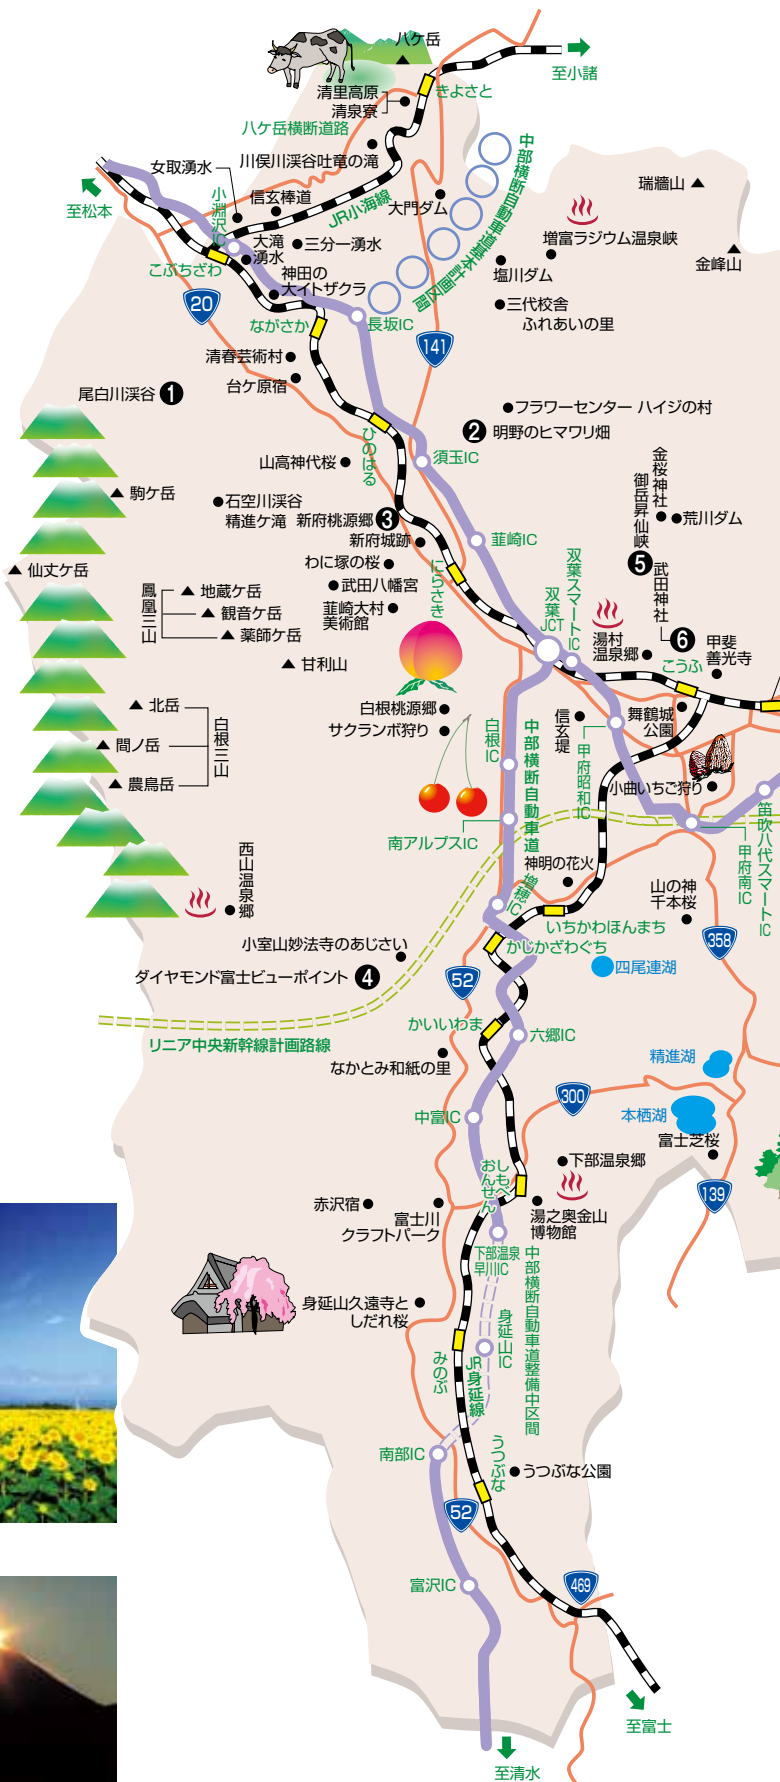 八ケ岳
至小諸
清里高原
清泉寮
きよさと
八ケ岳横断道路
川俣川渓谷吐竜の滝
女取湧水
至松本
小淵沢IC
信玄棒道
JR小海線
大門ダム
中部横断自動車道基本計画区間
瑞牆山
増富ラジウム温泉峡
金峰山
大滝
湧水
三分一湧水
こぶちざわ
神田の
大イトザクラ
塩川ダム
20
三代校舎
ふれあいの里
ながさか
長坂IC
141
清春芸術村
台ケ原宿
尾白川渓谷
1
フラワーセンター ハイジの村
2
明野のヒマワリ畑
ひのはる
山高神代桜
須玉IC
駒ケ岳
石空川渓谷
精進ケ滝
新府桃源郷
3
新府城跡
韮崎IC
金桜神社
御岳昇仙峡
荒川ダム
5
仙丈ケ岳
わに塚の桜
にらさき
武田八幡宮
韮崎大村
美術館
鳳凰三山
地蔵ケ岳
観音ケ岳
薬師ケ岳
甘利山
双葉スマートIC
双葉
JCT
武田神社
6
湯村
温泉郷
こうふ
甲斐
善光寺
北岳
間ノ岳
農鳥岳
白根三山
白根桃源郷
サクランボ狩り
白根IC
中部横断自動車道
信玄堤
舞鶴城
公園
甲府昭和IC
小曲いちご狩り
南アルプスIC
笛吹八代スマートIC
甲府南IC
西山温泉郷
神明の花火
増穂IC
山の神
千本桜
いちかわほんまち
かじかざわぐち
358
小室山妙法寺のあじさい
ダイヤモンド富士ビューポイント
4
52
四尾連湖
かいいわま
リニア中央新幹線計画路線
六郷IC
精進湖
なかとみ和紙の里
300
本栖湖
中富IC
富士芝桜
しもべ
おんせん
下部温泉郷
139
赤沢宿
富士川
クラフトパーク
湯之奥金山
博物館
下部温泉
早川IC
中部横断自動車道整備中区間
身延山久遠寺と
しだれ桜
身延山IC
みのぶ
JR身延線
南部IC
うつぶな
うつぶな公園
52
富沢IC
469
至富士
至清水